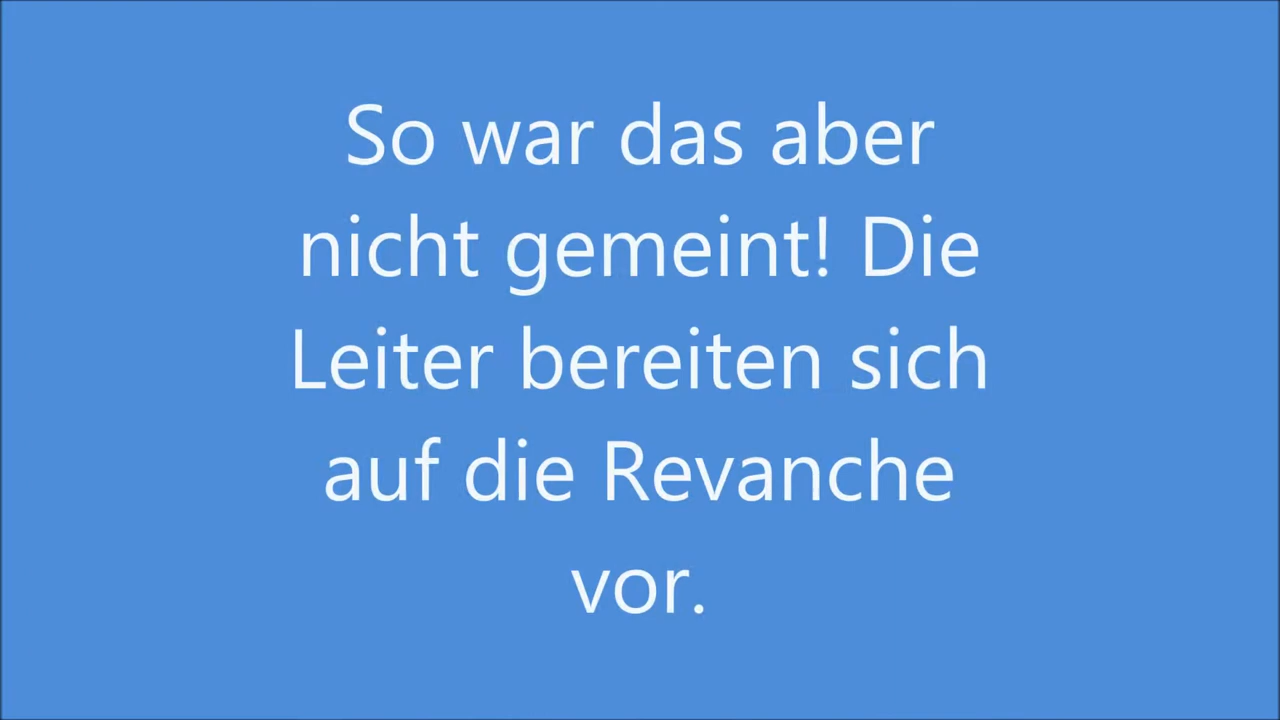 So war das aber
nicht gemeint! Die
Leiter bereiten sich
auf die Revanche
vor.